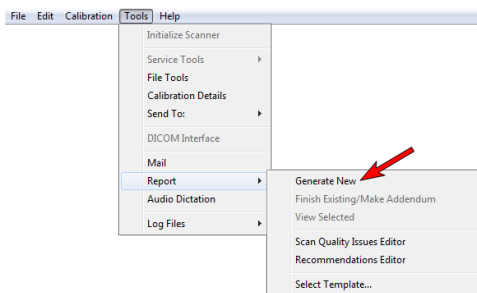 File Edit Calibration Tools Help
Initialize Scanner
Service Tools
File Tools
Calibration Details
Send To:
DICOM Interface
Mail
Report
Audio Dictation
Log Files
Generate New
Finish Existing/Make Addendum
View Selected
Scan Quality Issues Editor
Recommendations Editor
Select Template...